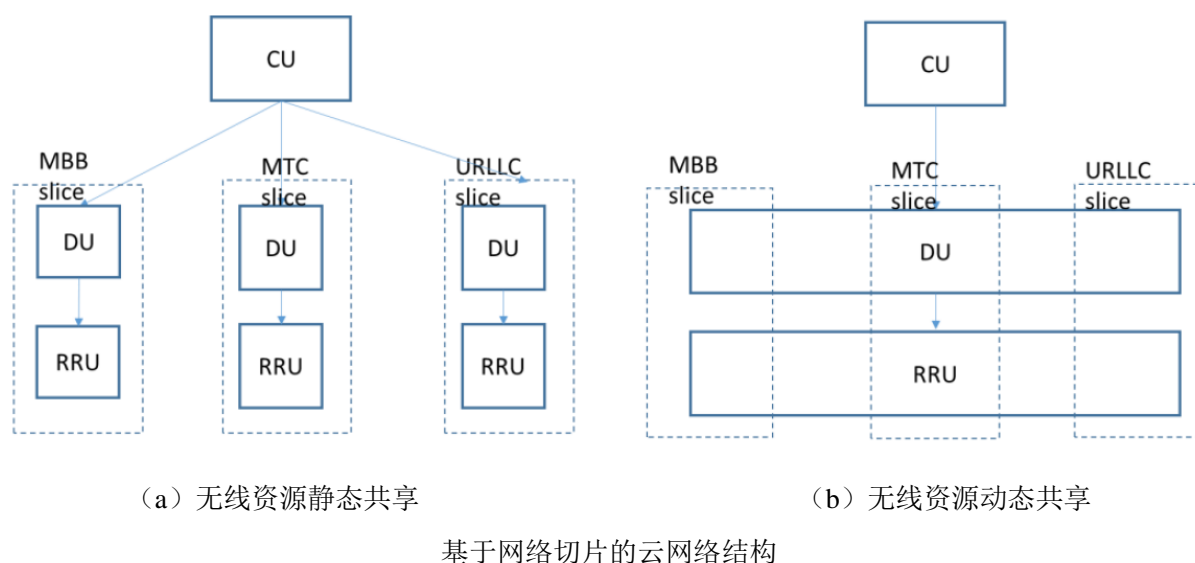 CU
MBB
slice
MTC
slice
URLLC
slice
DU
DU
DU
RRU
RRU
RRU
(a)无线资源静态共享
CU
MBB
slice
MTC
slice
URLLC
slice
DU
RRU
(b)无线资源动态共享
基于网络切片的云网络结构